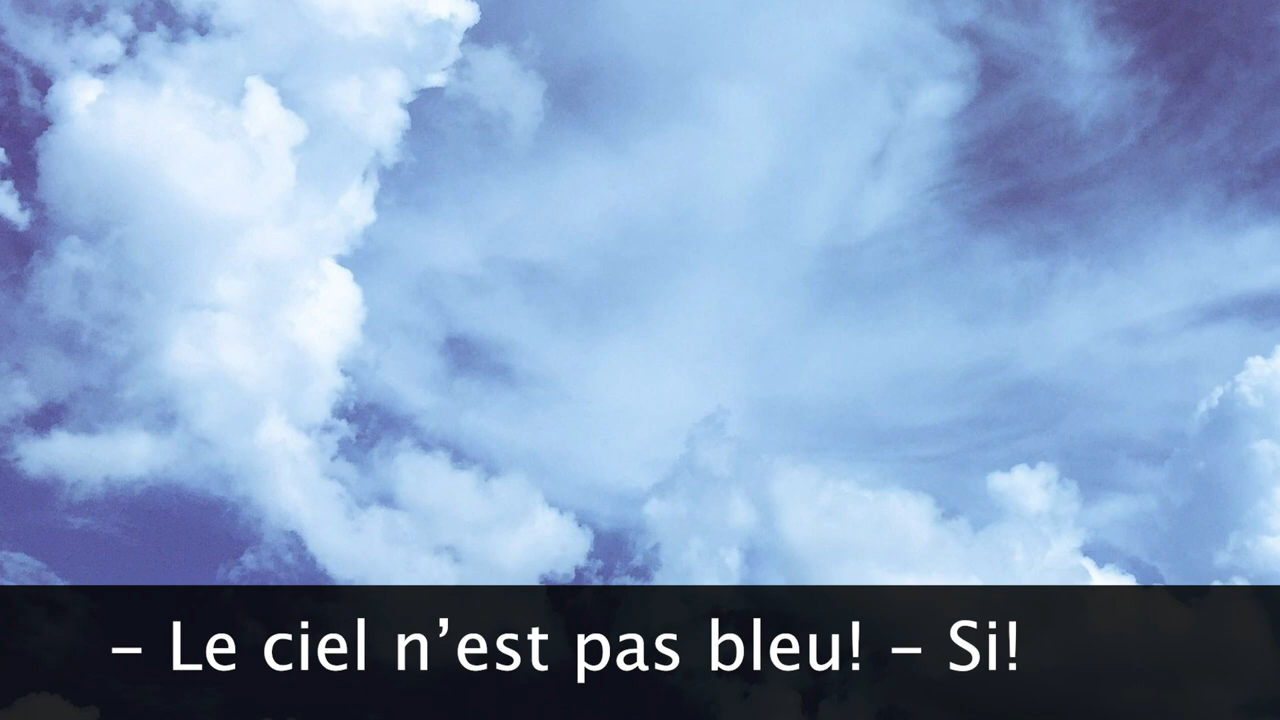 – Le ciel n’est pas bleu! – Si!